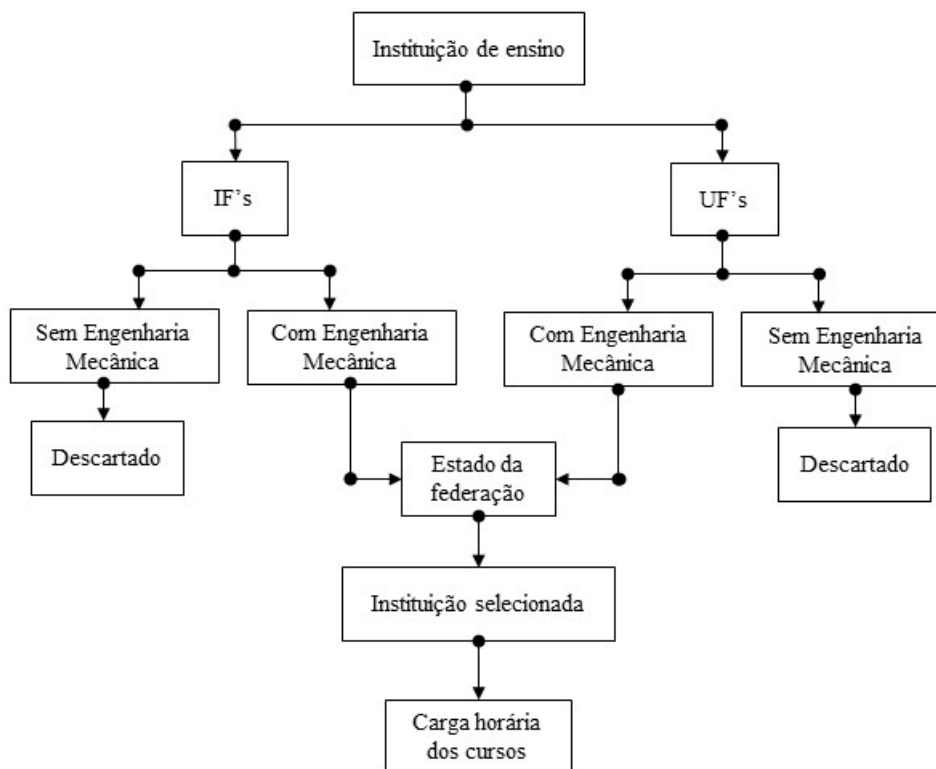 Instituição de ensino
IF's
UF's
Sem Engenharia
Mecânica
Com Engenharia
Mecânica
Com Engenharia
Mecânica
Sem Engenharia
Mecânica
Descartado
Estado da
federação
Descartado
Instituição selecionada
Carga horária
dos cursos